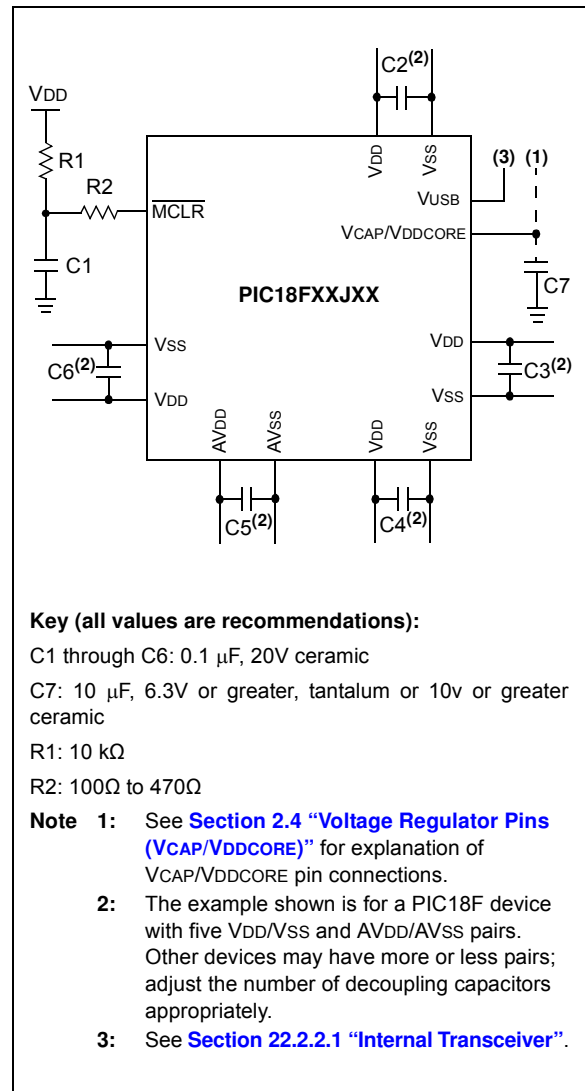 C2(2)
VDD
R1
R2
C1
MCLR
VDD
VSS
(3) (1)
VUSB
VCAP/VDDCORE
C7
PIC18FXXJXX
VSS
C6(2)
VDD
VDD
C3(2)
VSS
AVDD
AVSS
VDD
VSS
C5(2)
C4(2)
Key (all values are recommendations):
C1 through C6: 0.1 μF, 20V ceramic
C7: 10 μF, 6.3V or greater, tantalum or 10v or greater
ceramic
R1: 10 kΩ
R2: 100Ω to 470Ω
Note 1: See Section 2.4 “Voltage Regulator Pins
(VCAP/VDDCORE)” for explanation of
VCAP/VDDCORE pin connections.
2: The example shown is for a PIC18F device
with five VDD/VSS and AVDD/AVSS pairs.
Other devices may have more or less pairs;
adjust the number of decoupling capacitors
appropriately.
3: See Section 22.2.2.1 “Internal Transceiver”.